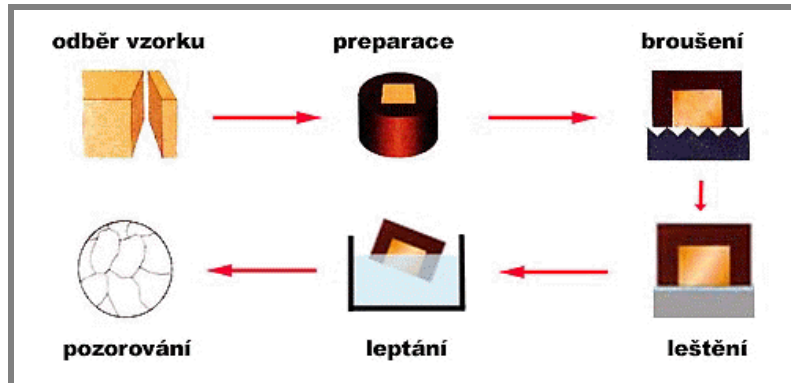 odběr vzorku
preparace
broušení
pozorování
leptání
leštění